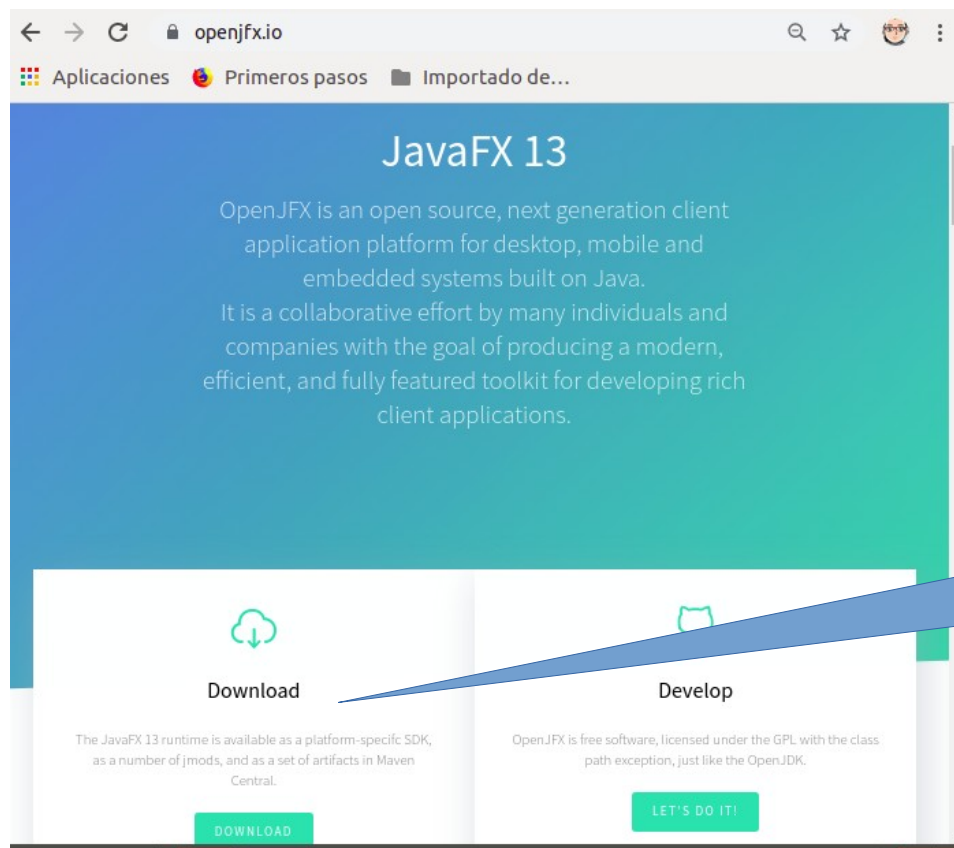 openjfx.io
Aplicaciones Primeros pasos Importado de...
JavaFX 13
OpenJFX is an open source, next generation client
application platform for desktop, mobile and
embedded systems built on Java.
It is a collaborative effort by many individuals and
companies with the goal of producing a modern,
efficient, and fully featured toolkit for developing rich
client applications.
Download
The JavaFX 13 runtime is available as a platform-specifc SDK,
as a number of jmods, and as a set of artifacts in Maven
Central.
DOWNLOAD
Develop
OpenJFX is free software, licensed under the GPL with the class
path exception, just like the OpenJDK.
LET'S DO IT!